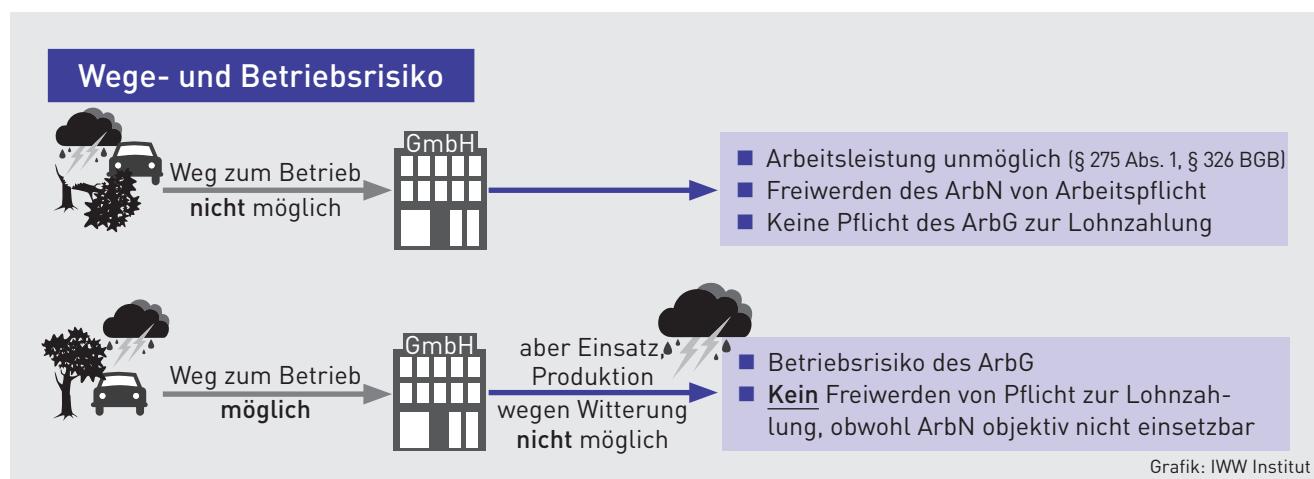 Wege- und Betriebsrisiko
GmbH
Weg zum Betrieb
nicht möglich
■ Arbeitsleistung unmöglich (§ 275 Abs. 1, § 326 BGB)
■ Freiwerden des ArbN von Arbeitspflicht
■ Keine Pflicht des ArbG zur Lohnzahlung
GmbH
Weg zum Betrieb
möglich
aber Einsatz,
Produktion
wegen Witterung
nicht möglich
■ Betriebsrisiko des ArbG
■ Kein Freiwerden von Pflicht zur Lohnzah-
lung, obwohl ArbN objektiv nicht einsetzbar
Grafik: IWW Institut